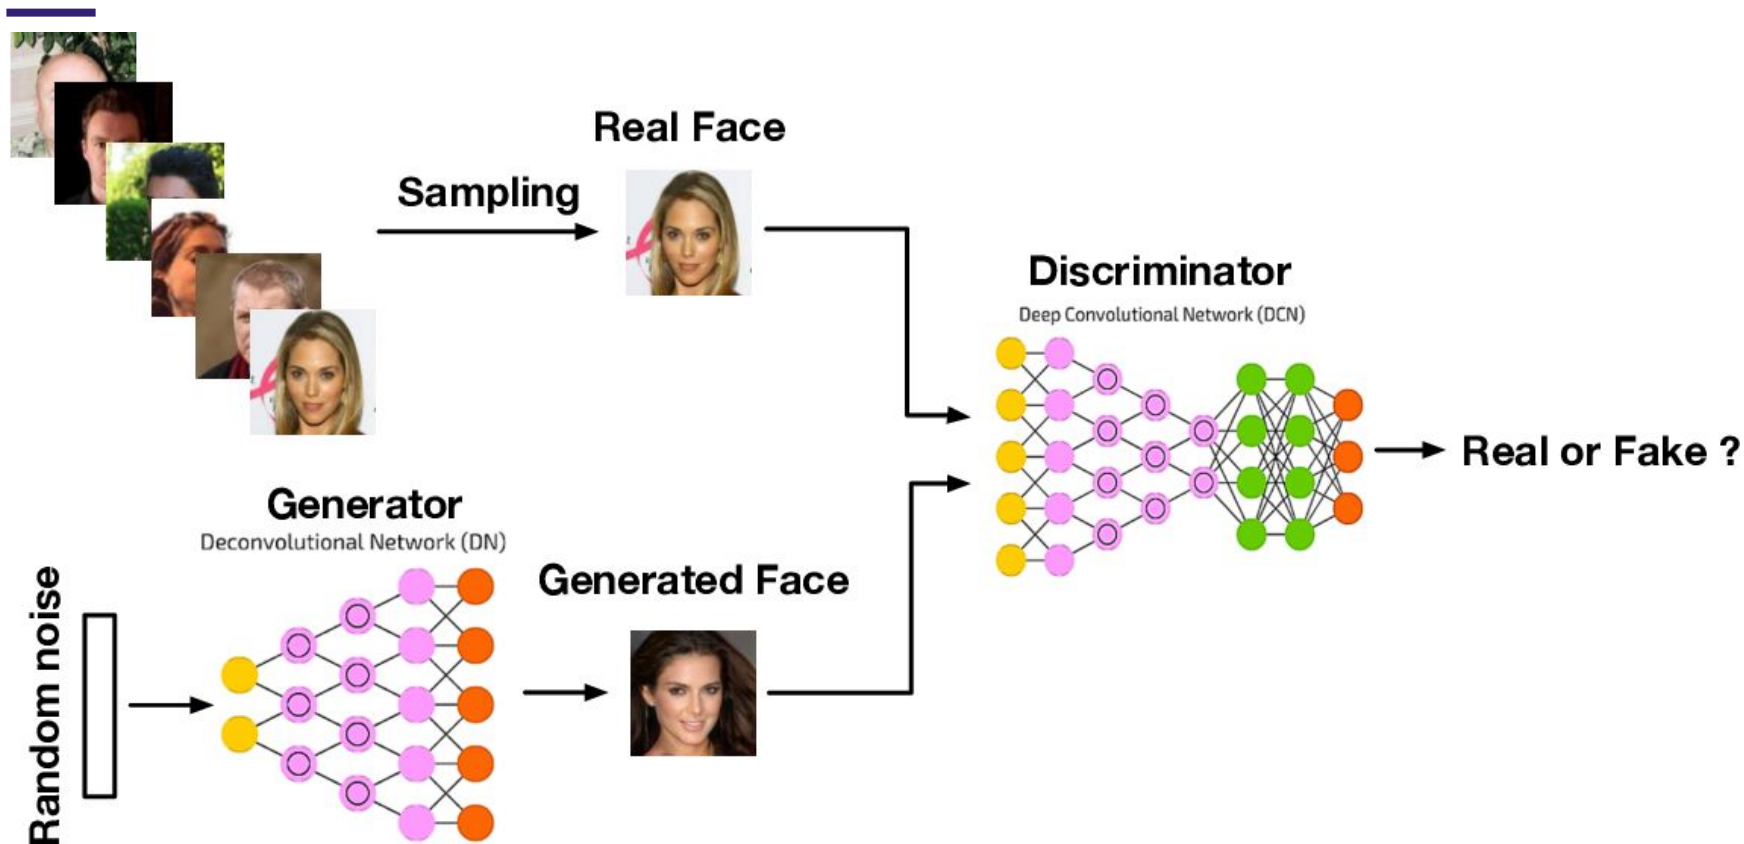 Real Face
Sampling
Discriminator
Deep Convolutional Network (DCN)
Real or Fake ?
Generator
Deconvolutional Network (DN)
Generated Face
Random noise